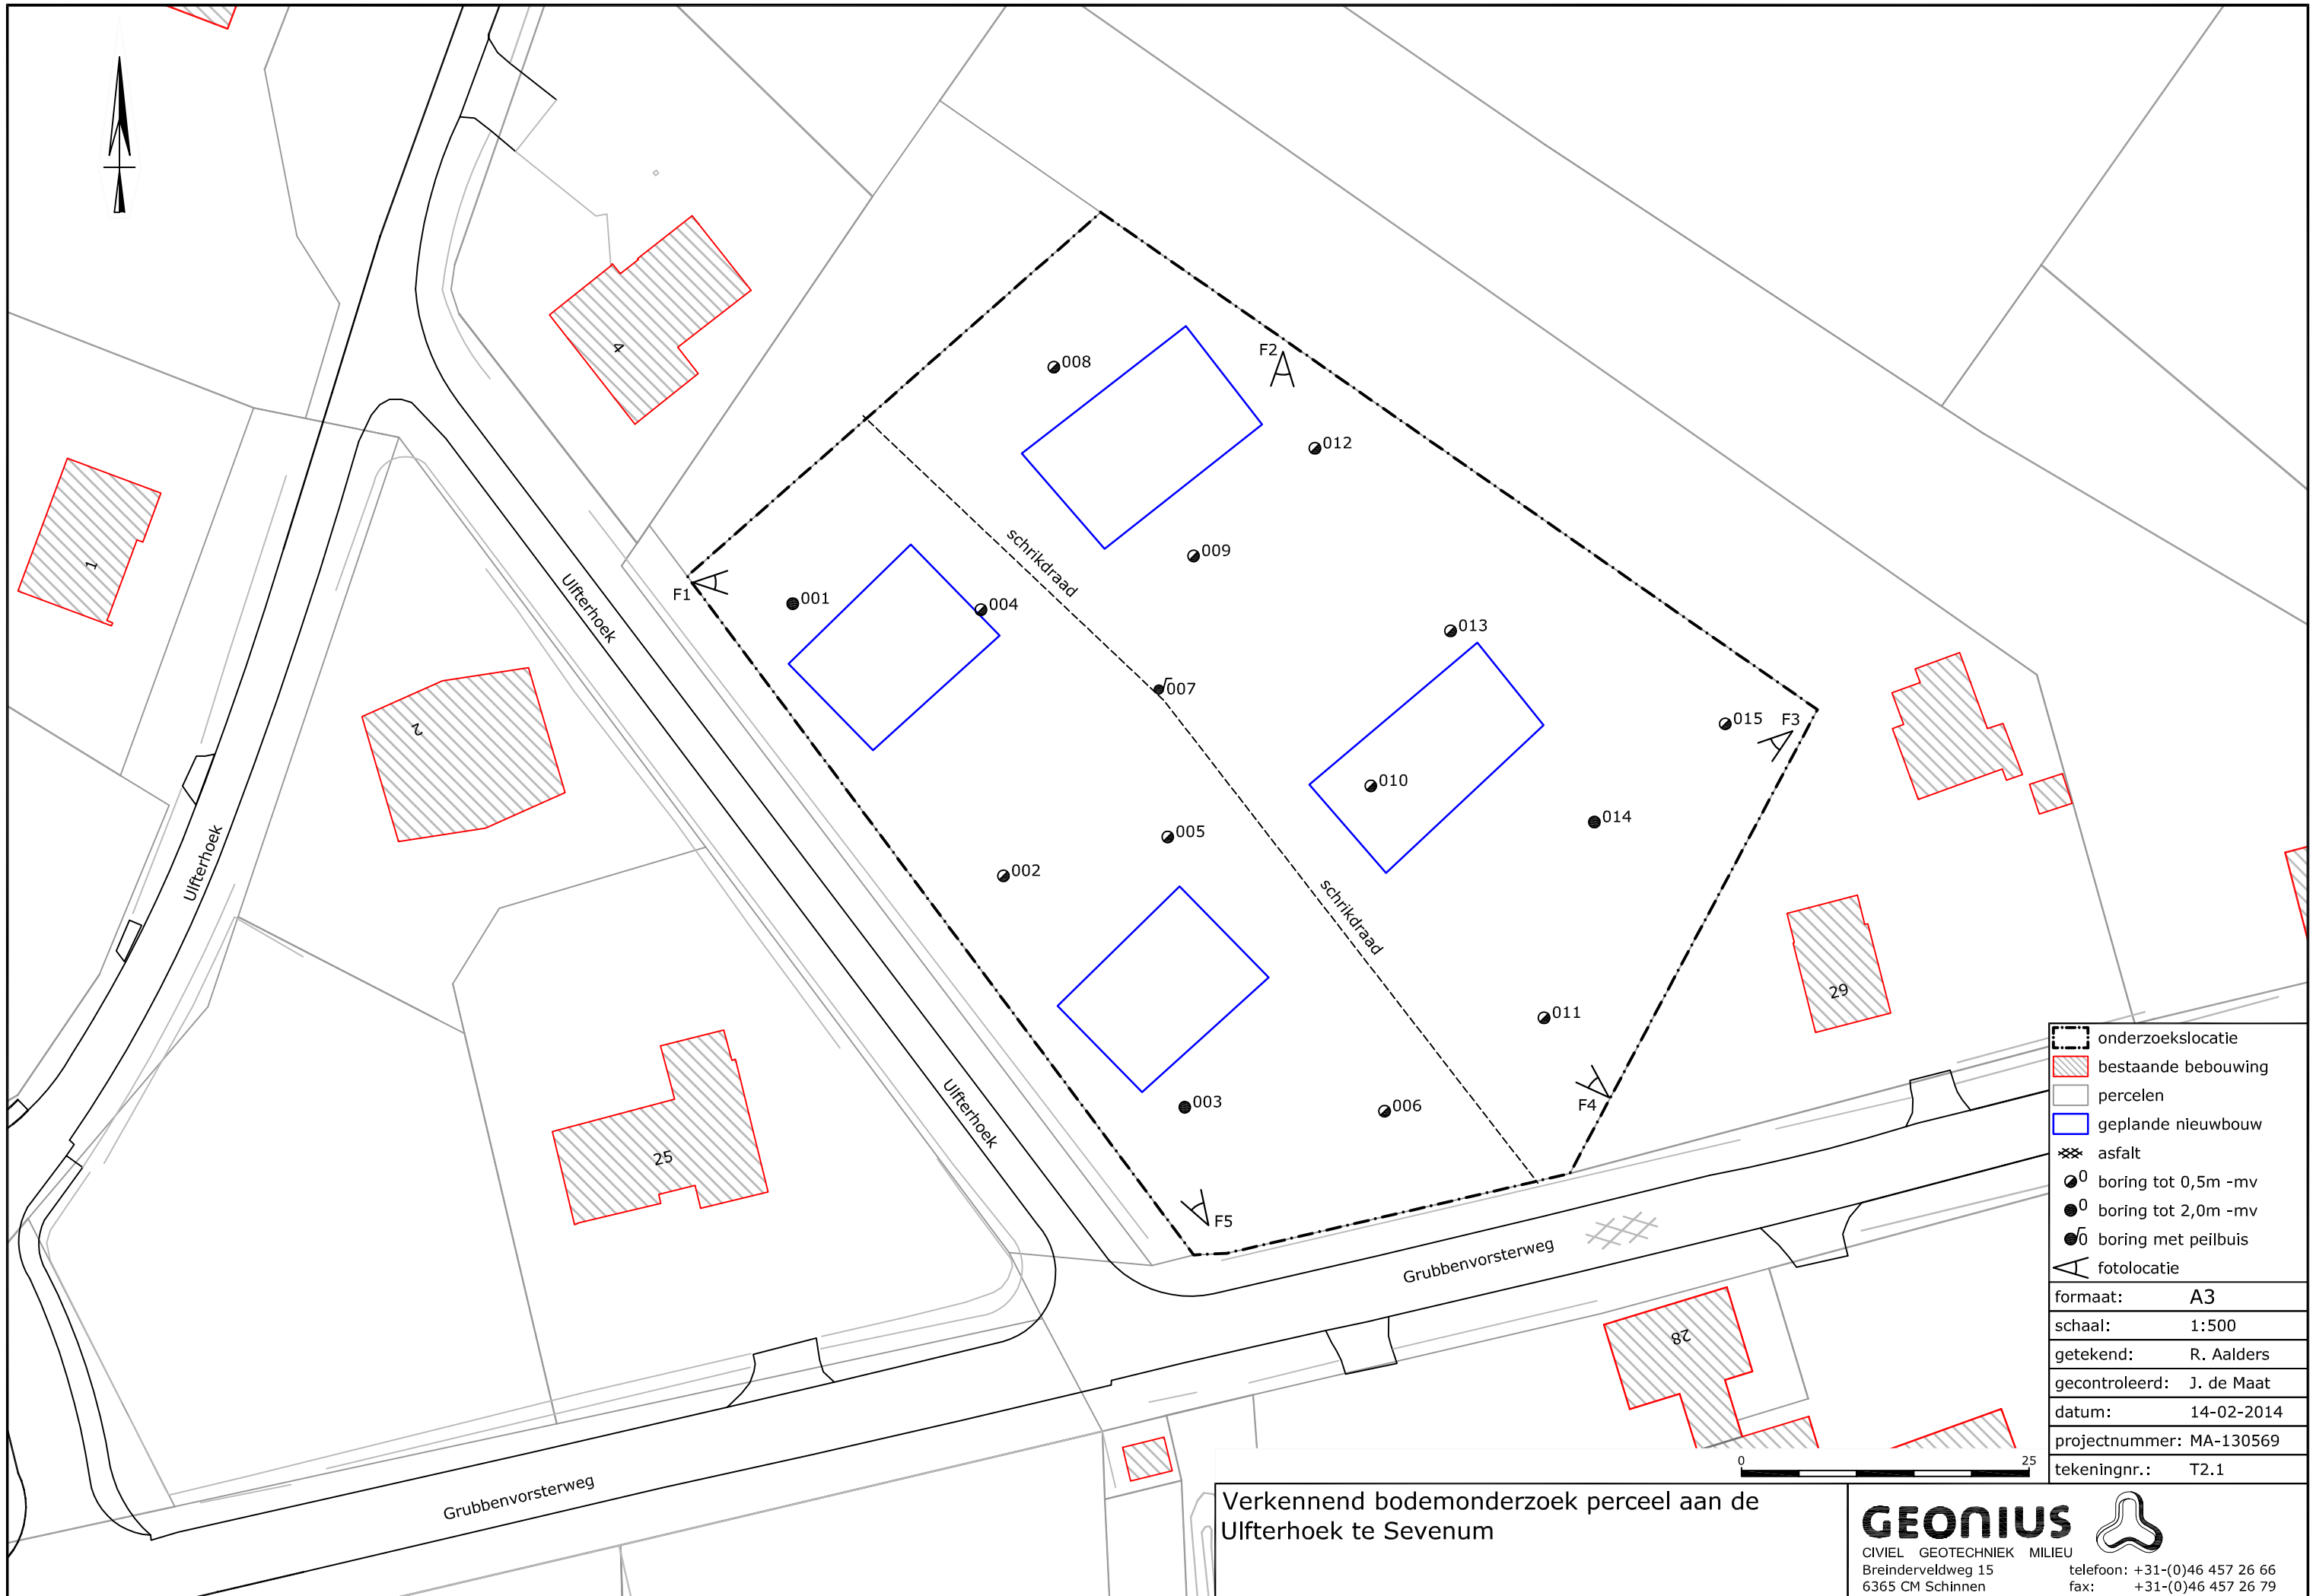 4
F2
008
012
schrikdraad
009
1
F1
001
004
Ulfterhoek
013
007
2
015
F3
010
014
005
002
Ulfterhoek
schrikdraad
29
011
Ulfterhoek
003
006
F4
25
F5
Grubbenvorsterweg
28
Grubbenvorsterweg
onderzoekslocatie
bestaande bebouwing
percelen
geplande nieuwbouw
asfalt
0 boring tot 0,5m -mv
0 boring tot 2,0m -mv
0 boring met peilbuis
fotolocatie
formaat: A3
schaal: 1:500
getekend: R. Aalders
gecontroleerd: J. de Maat
datum: 14-02-2014
projectnummer: MA-130569
tekeningnr.: T2.1
0 25
Verkennend bodemonderzoek perceel aan de
Ulfterhoek te Sevenum
GEONIUS
CIVIEL GEOTECHNIEK MILIEU
Breinderveldweg 15 telefoon: +31-(0)46 457 26 66
6365 CM Schinnen fax: +31-(0)46 457 26 79